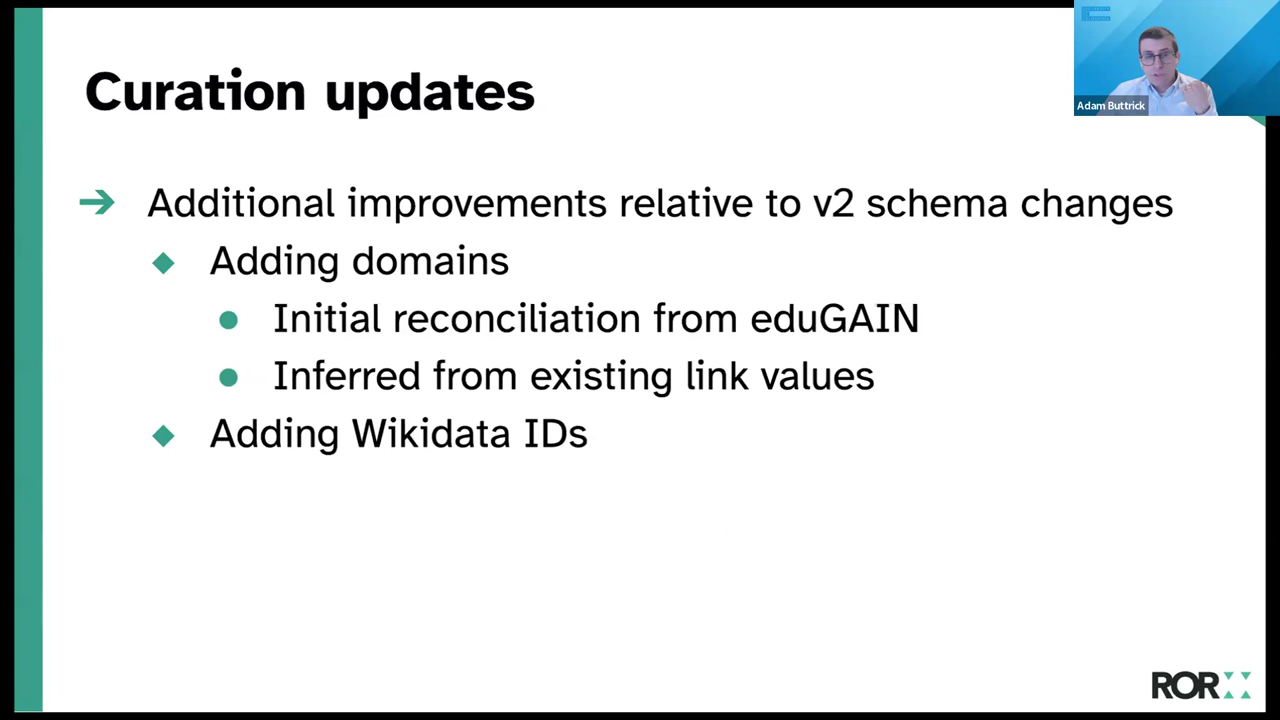 Curation updates
Adam Buttrick
Additional improvements relative to v2 schema changes
Adding domains
Initial reconciliation from eduGAIN
Inferred from existing link values
Adding Wikidata IDs
ROR